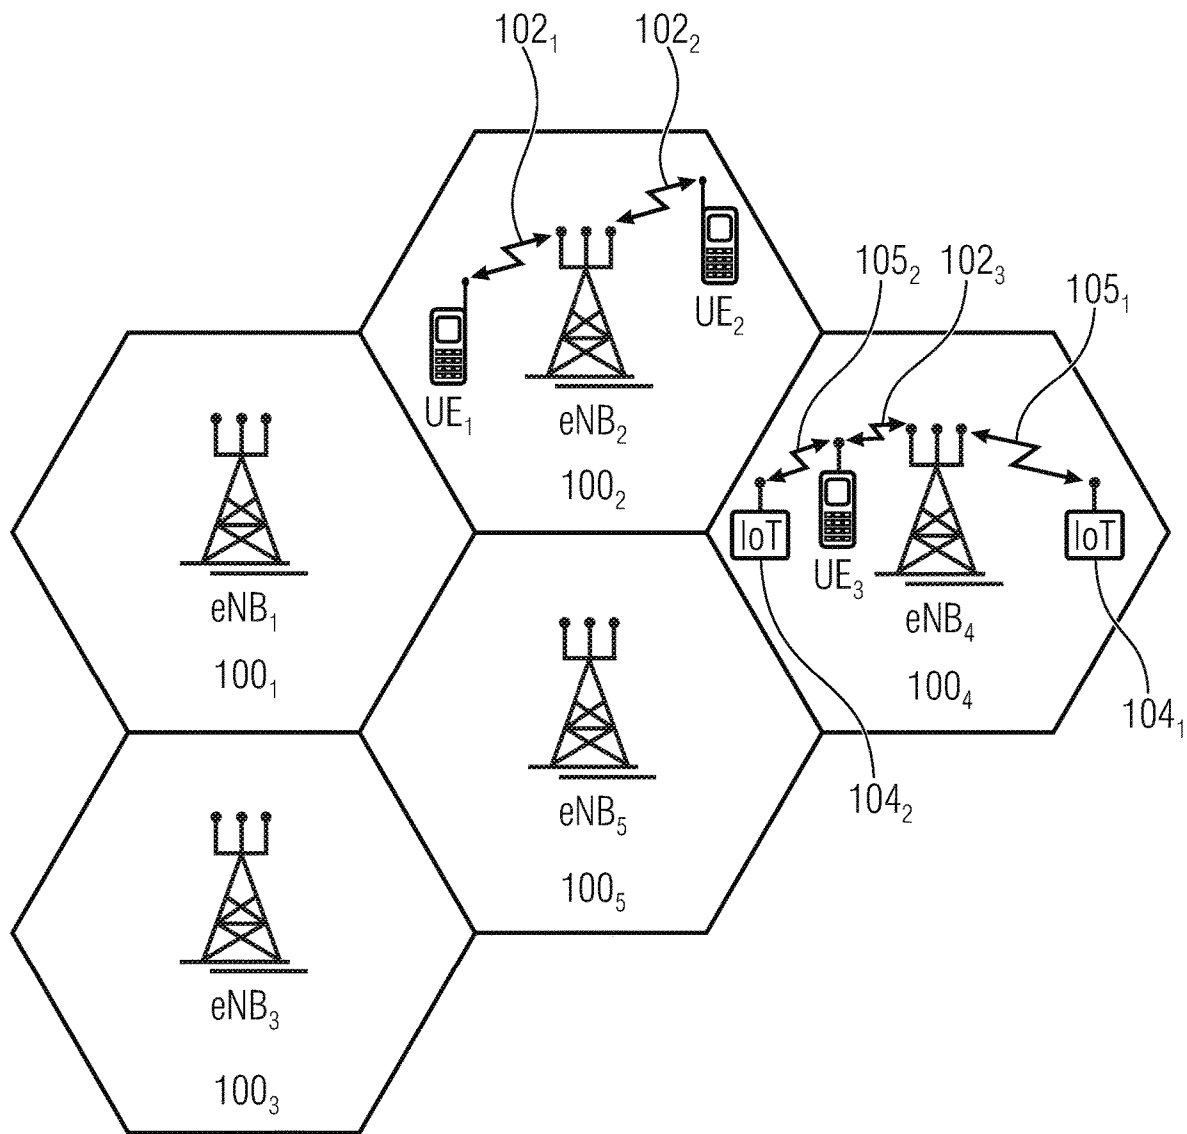 102₁
102₂
105₂
102₃
105₁
UE₂
UE₁
eNB₂
100₂
IoT
IoT
UE₃
eNB₁
eNB₄
100₁
100₄
104₁
104₂
eNB₅
100₅
eNB₃
100₃